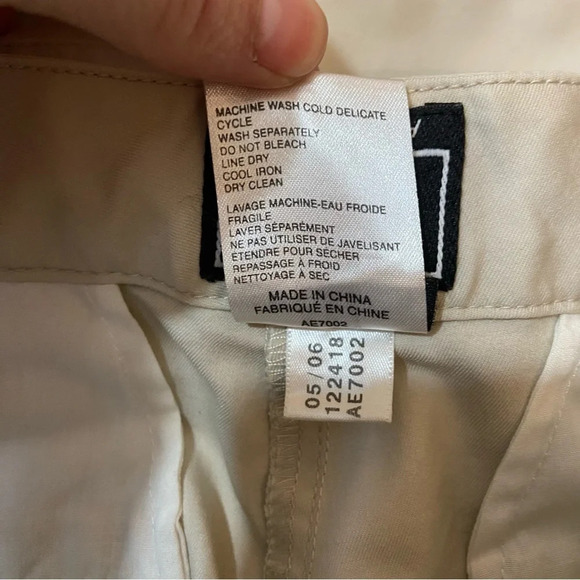 MACHINE WASH COLD DELICATE
CYCLE
WASH SEPARATELY
DO NOT BLEACH
LINE DRY
COOL IRON
DRY CLEAN
LAVAGE MACHINE-EAU FROIDE
FRAGILE
LAVER SÉPARÉMENT
NE PAS UTILISER DE JAVELISANT
ÉTENDRE POUR SÉCHER
REPASSAGE À FROID
NETTOYAGE À SEC
MADE IN CHINA
FABRIQUÉ EN CHINE
AE7002
05/06
122418
AE7002